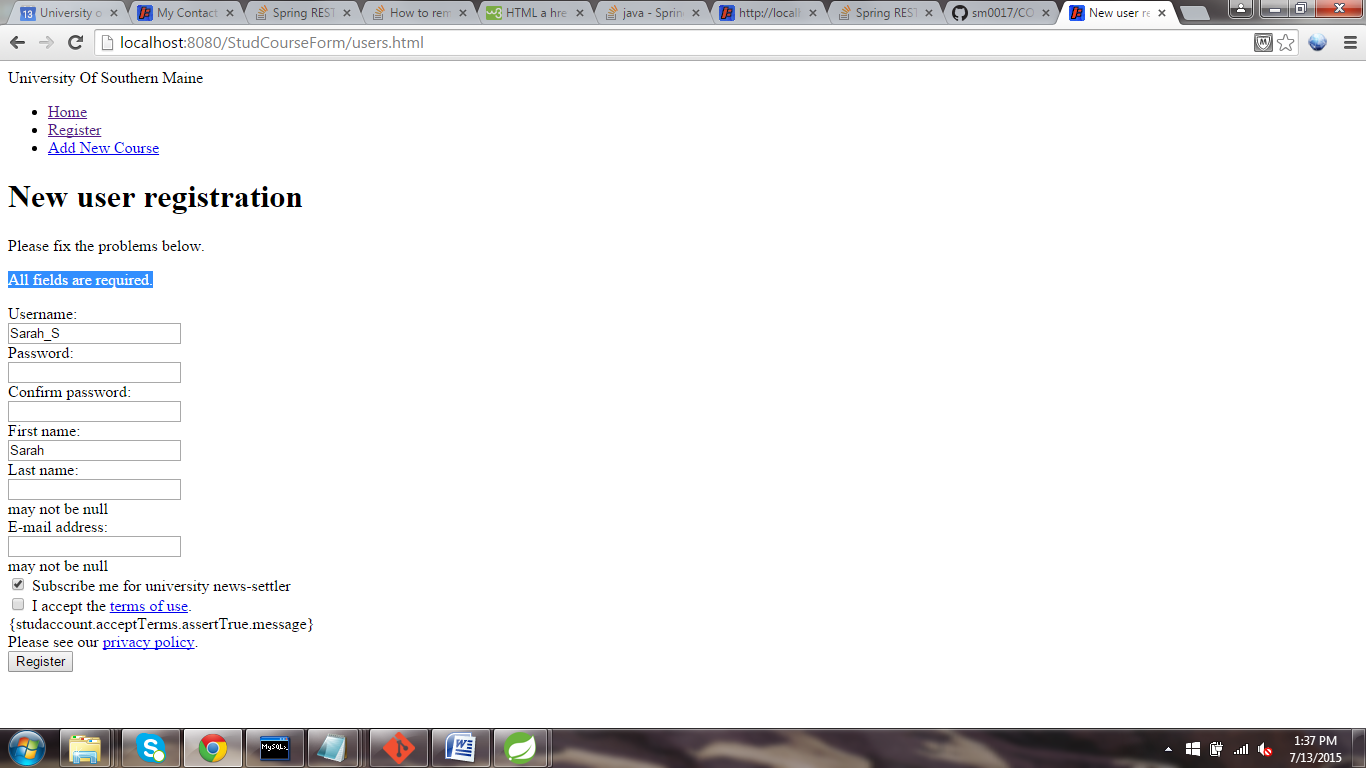 University o
My Contact
Spring REST
How to rem
HTML a hre
java - Sprin
http://local
Spring REST
sm0017/CO
New user re
localhost:8080/StudCourseForm/users.html
University Of Southern Maine
Home
Register
Add New Course
New user registration
Please fix the problems below.
All fields are required.
Username:
Sarah_S
Password:
Confirm password:
First name:
Sarah
Last name:
may not be null
E-mail address:
may not be null
Subscribe me for university news-settler
I accept the terms of use.
{studaccount.acceptTerms.assertTrue.message}
Please see our privacy policy.
Register
1:37 PM
7/13/2015